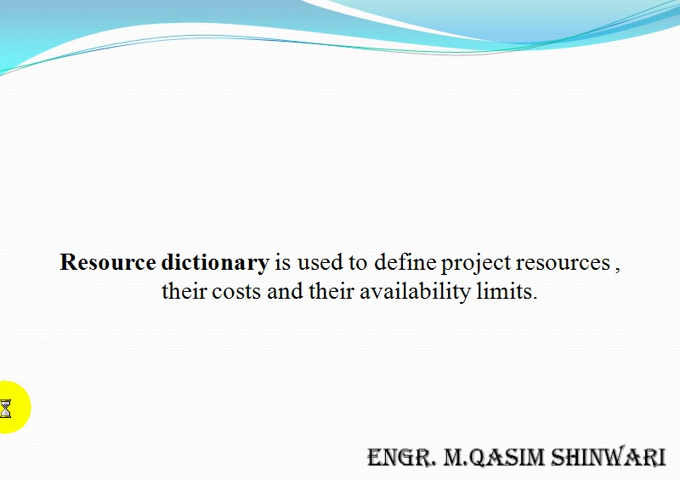 Resource dictionary is used to define project resources ,
their costs and their availability limits.
ENGR. M.QASIM SHINWARI